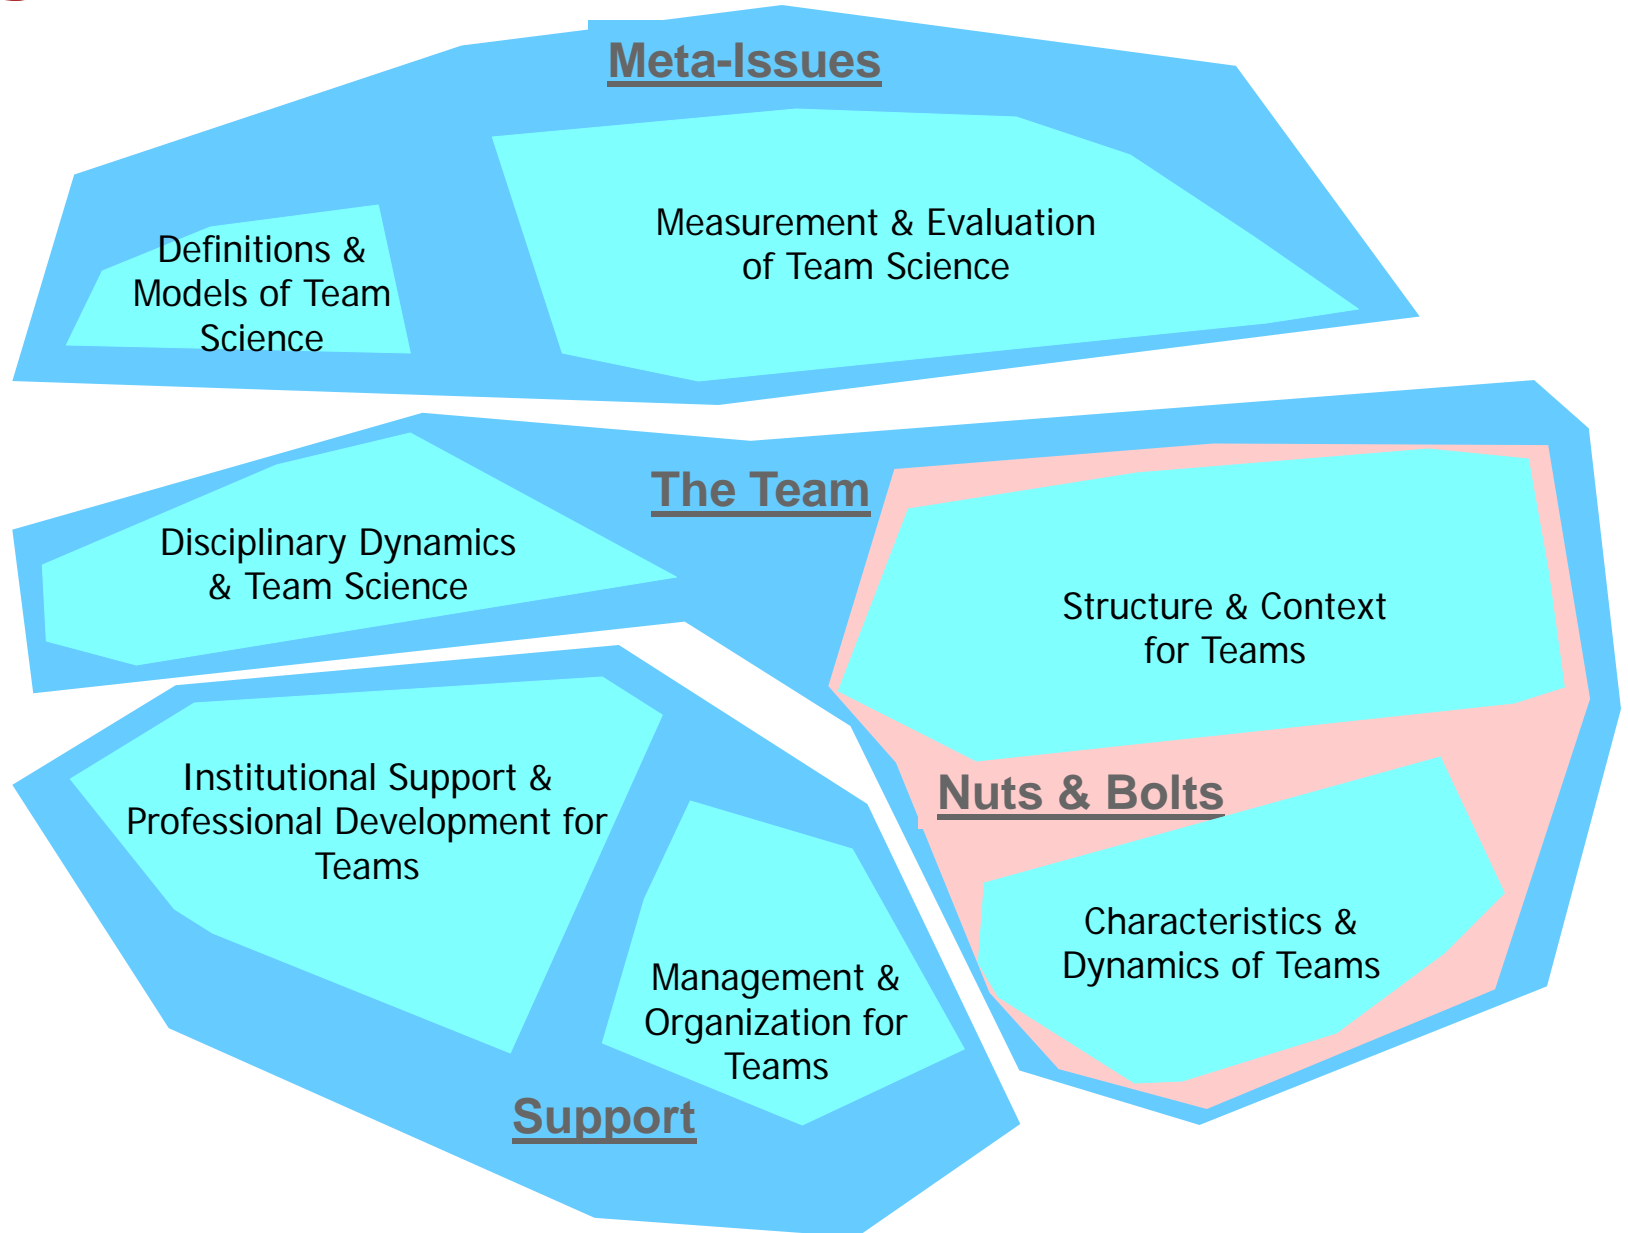 Meta-Issues
Measurement & Evaluation
of Team Science
Definitions &
Models of Team
Science
The Team
Disciplinary Dynamics
& Team Science
Structure & Context
for Teams
Nuts & Bolts
Characteristics &
Dynamics of Teams
Institutional Support &
Professional Development for
Teams
Management &
Organization for
Teams
Support